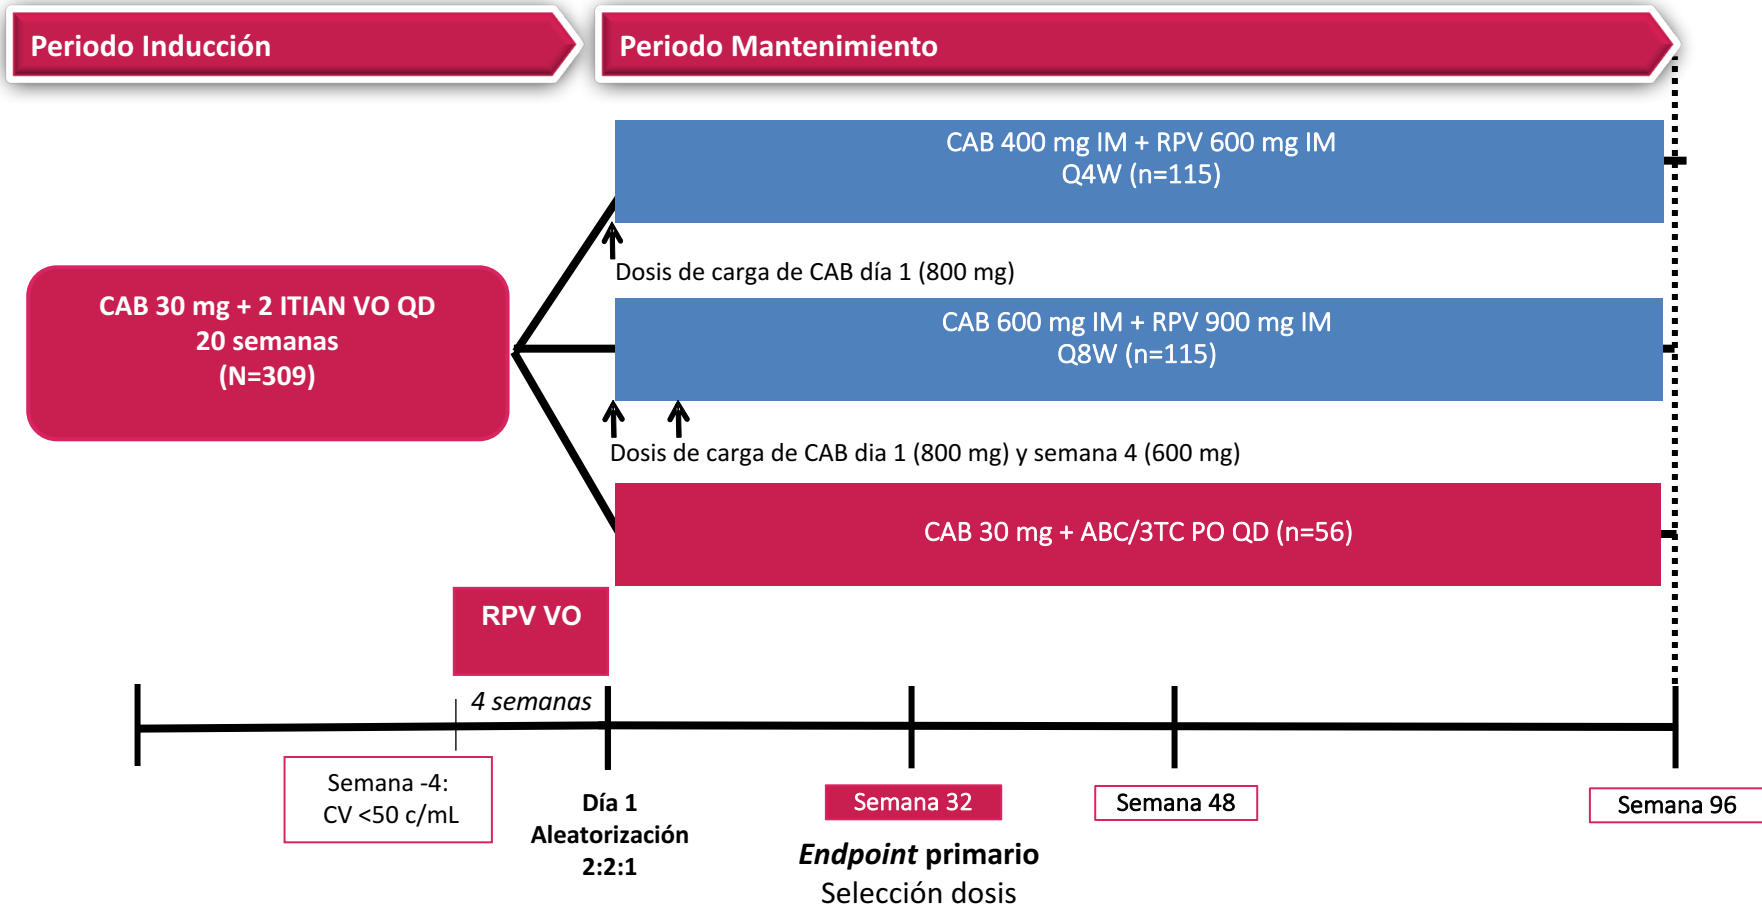 Periodo Inducción
Periodo Mantenimiento
CAB 400 mg IM + RPV 600 mg IM
Q4W (n=115)
Dosis de carga de CAB día 1 (800 mg)
CAB 30 mg + 2 ITIAN VO QD
20 semanas
(N=309)
CAB 600 mg IM + RPV 900 mg IM
Q8W (n=115)
Dosis de carga de CAB dia 1 (800 mg) y semana 4 (600 mg)
CAB 30 mg + ABC/3TC PO QD (n=56)
RPV VO
4 semanas
Semana -4:
CV <50 c/mL
Día 1
Aleatorización
2:2:1
Semana 32
Endpoint primario
Selección dosis
Semana 48
Semana 96